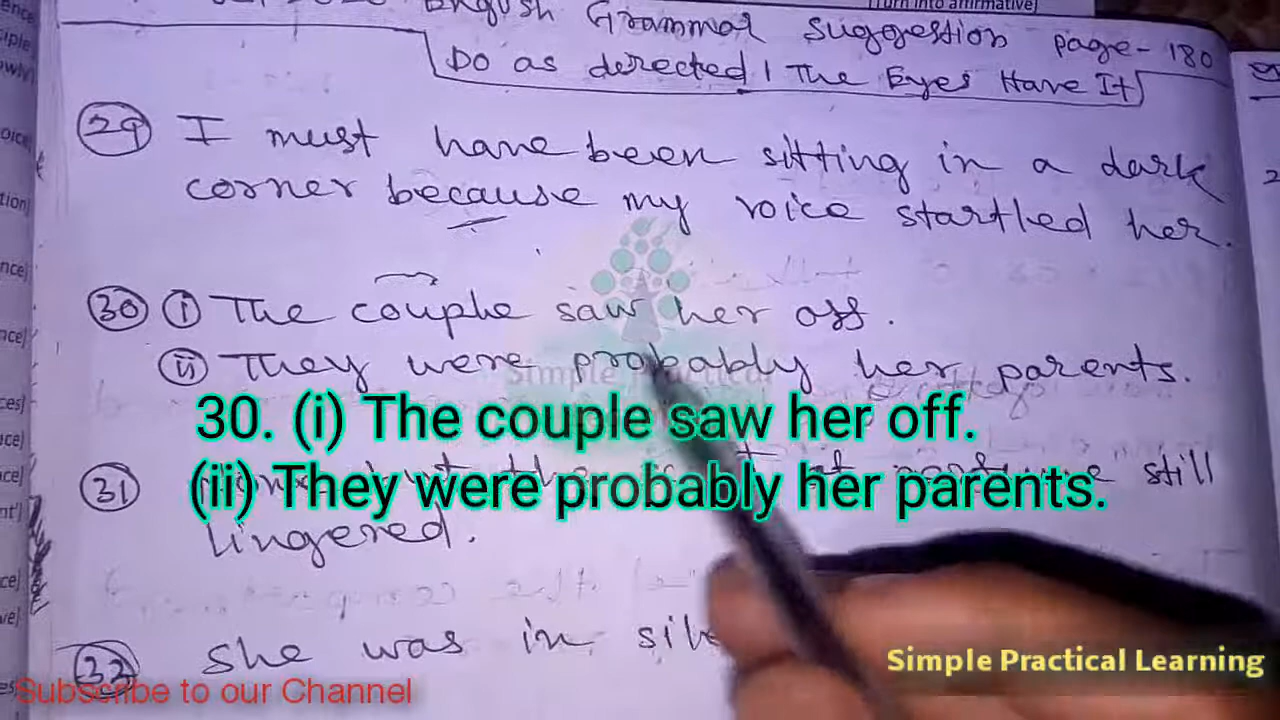 (Turn into affirmative)
English Grammar Suggestion page-180
Do as derected | The Eyes Have It
29 I must have been sitting in a dark
corner because my voice startled her.
30 i The couple saw her off.
ii They were probably her parents.
30. (i) The couple saw her off.
(ii) They were probably her parents.
31 still
lingered.
She was in
Simple Practical Learning
Subscribe to our Channel